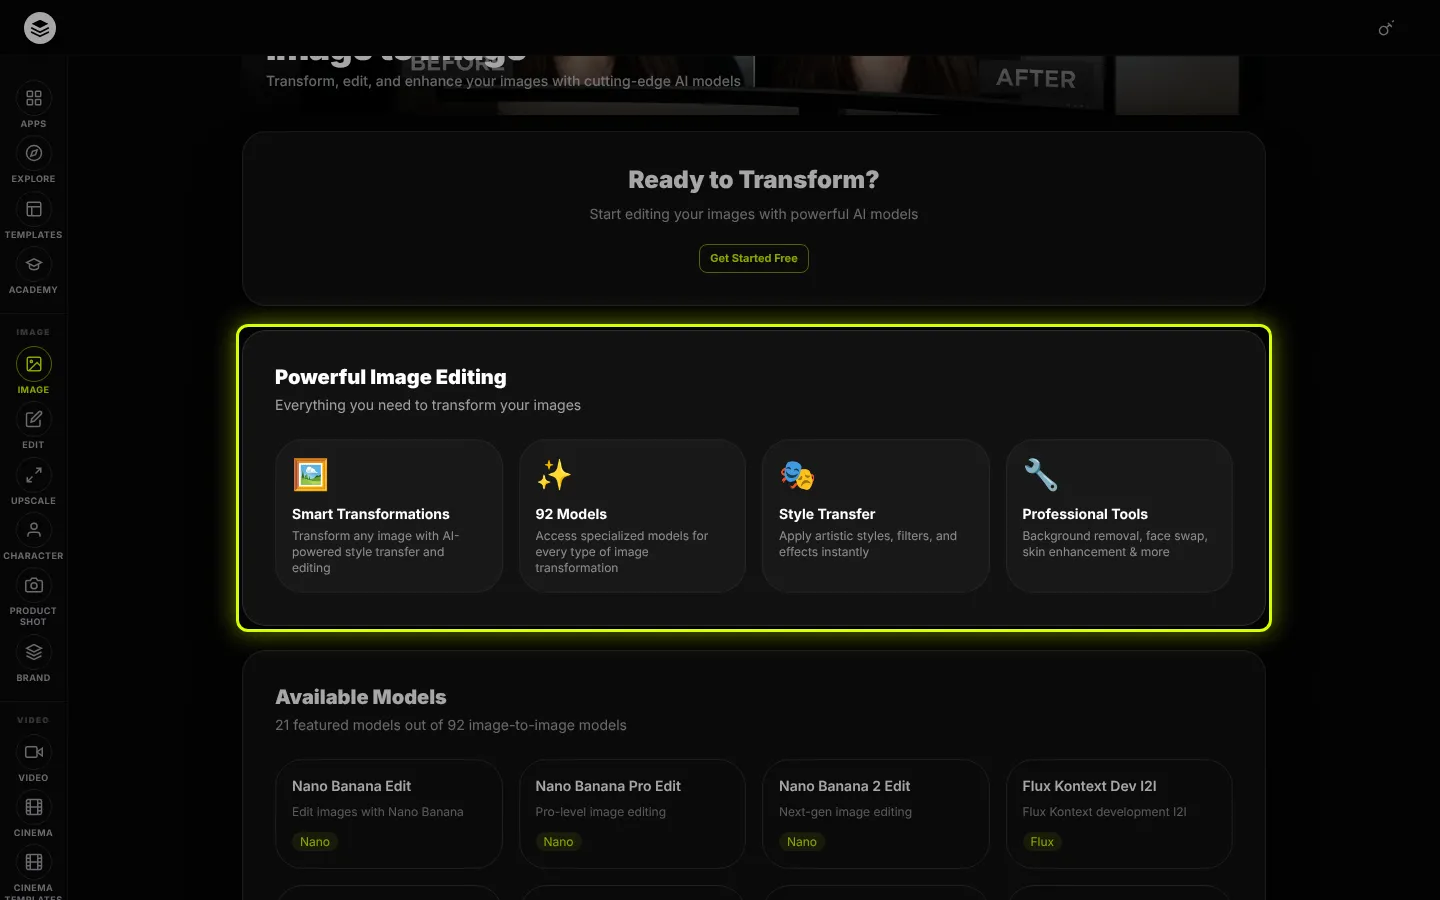 Image to Image
BEFORE
Transform, edit, and enhance your images with cutting-edge AI models
AFTER
APPS
EXPLORE
TEMPLATES
ACADEMY
IMAGE
IMAGE
EDIT
UPSCALE
CHARACTER
PRODUCT
SHOT
BRAND
VIDEO
VIDEO
CINEMA
CINEMA
TEMPLATES
Ready to Transform?
Start editing your images with powerful AI models
Get Started Free
Powerful Image Editing
Everything you need to transform your images
Smart Transformations
Transform any image with AI-
powered style transfer and
editing
92 Models
Access specialized models for
every type of image
transformation
Style Transfer
Apply artistic styles, filters, and
effects instantly
Professional Tools
Background removal, face swap,
skin enhancement & more
Available Models
21 featured models out of 92 image-to-image models
Nano Banana Edit
Edit images with Nano Banana
Nano
Nano Banana Pro Edit
Pro-level image editing
Nano
Nano Banana 2 Edit
Next-gen image editing
Nano
Flux Kontext Dev I2I
Flux Kontext development I2I
Flux